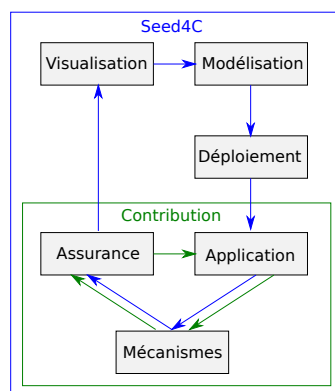 Seed4C
Visualisation
Modélisation
Déploiement
Contribution
Assurance
Application
Mécanismes